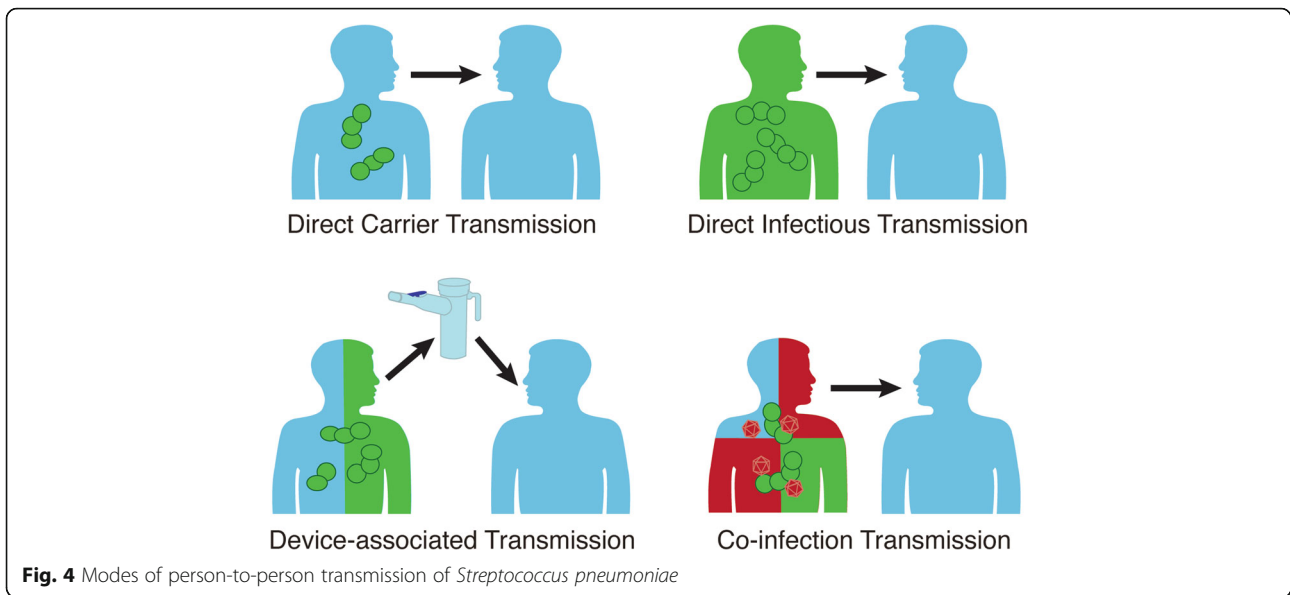 Direct Carrier Transmission
Direct Infectious Transmission
Device-associated Transmission
Co-infection Transmission
Fig. 4 Modes of person-to-person transmission of Streptococcus pneumoniae